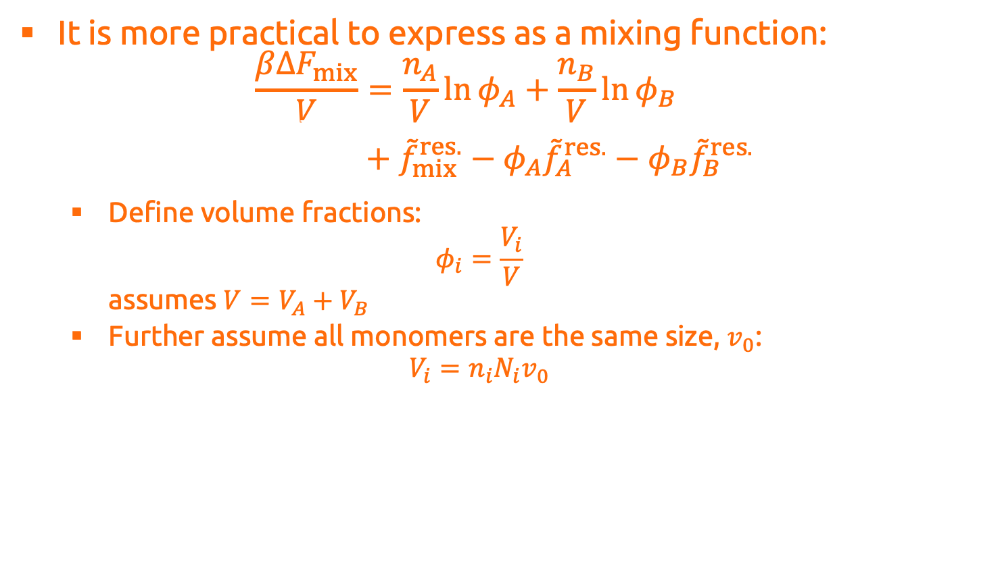 ▪ It is more practical to express as a mixing function:
\frac{\beta \Delta F_{\text{mix}}}{V} = \frac{n_A}{V} \ln \phi_A + \frac{n_B}{V} \ln \phi_B
+ \tilde{f}_{\text{mix}}^{\text{res.}} - \phi_A \tilde{f}_A^{\text{res.}} - \phi_B \tilde{f}_B^{\text{res.}}
▪ Define volume fractions:
\phi_i = \frac{V_i}{V}
assumes V = V_A + V_B
▪ Further assume all monomers are the same size, v_0:
V_i = n_i N_i v_0